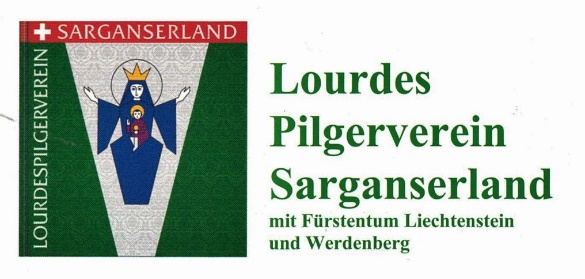 SARGANSERLAND
LOURDESPILGERVEREIN
Lourdes
Pilgerverein
Sarganserland
mit Fürstentum Liechtenstein
und Werdenberg